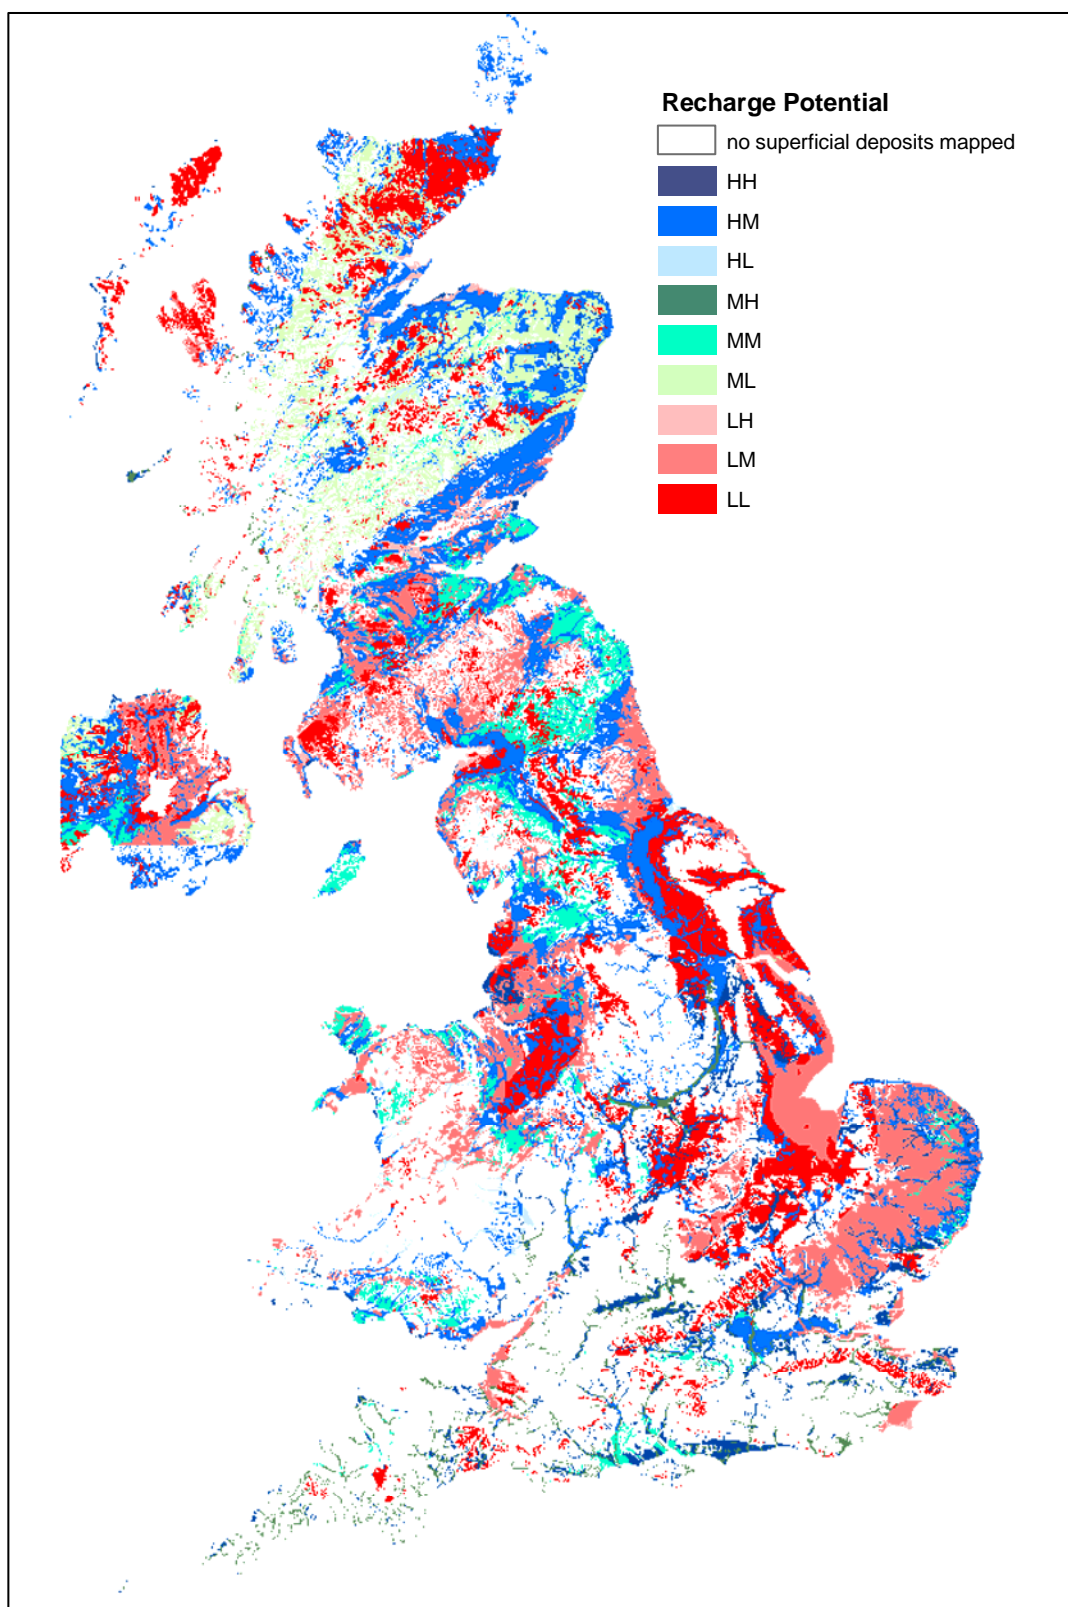 Recharge Potential
no superficial deposits mapped
HH
HM
HL
MH
MM
ML
LH
LM
LL